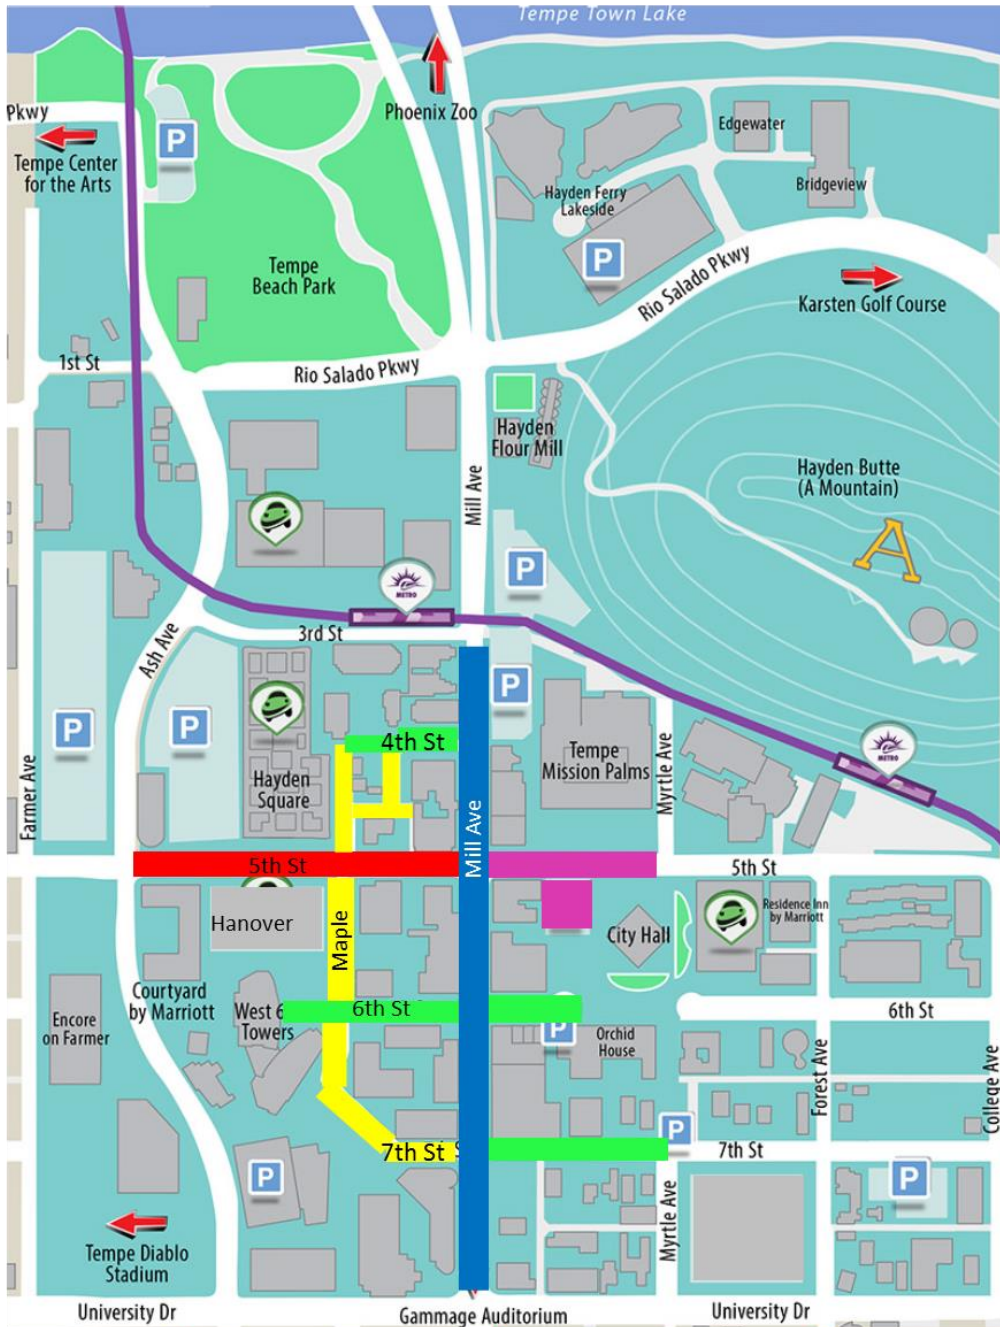 Tempe Town Lake
Phoenix Zoo
Pkwy
P
Tempe Center
for the Arts
Edgewater
Bridgeview
Hayden Ferry
Lakeside
P
Tempe
Beach Park
Rio Salado Pkwy
Karsten Golf Course
1st St
Rio Salado Pkwy
Hayden
Flour Mill
Mill Ave
Hayden Butte
(A Mountain)
A
P
METRO
3rd St
Ash Ave
P
P
P
4th St
Hayden
Square
Tempe
Mission Palms
Myrtle Ave
METRO
Farmer Ave
Mill Ave
5th St
5th St
Hanover
Maple
City Hall
Residence Inn
by Marriott
Courtyard
by Marriott
West 6
Towers
6th St
6th St
Encore
on Farmer
P
Orchid
House
Forest Ave
College Ave
7th St
P
7th St
P
P
Myrtle Ave
Tempe Diablo
Stadium
University Dr
Gammage Auditorium
University Dr